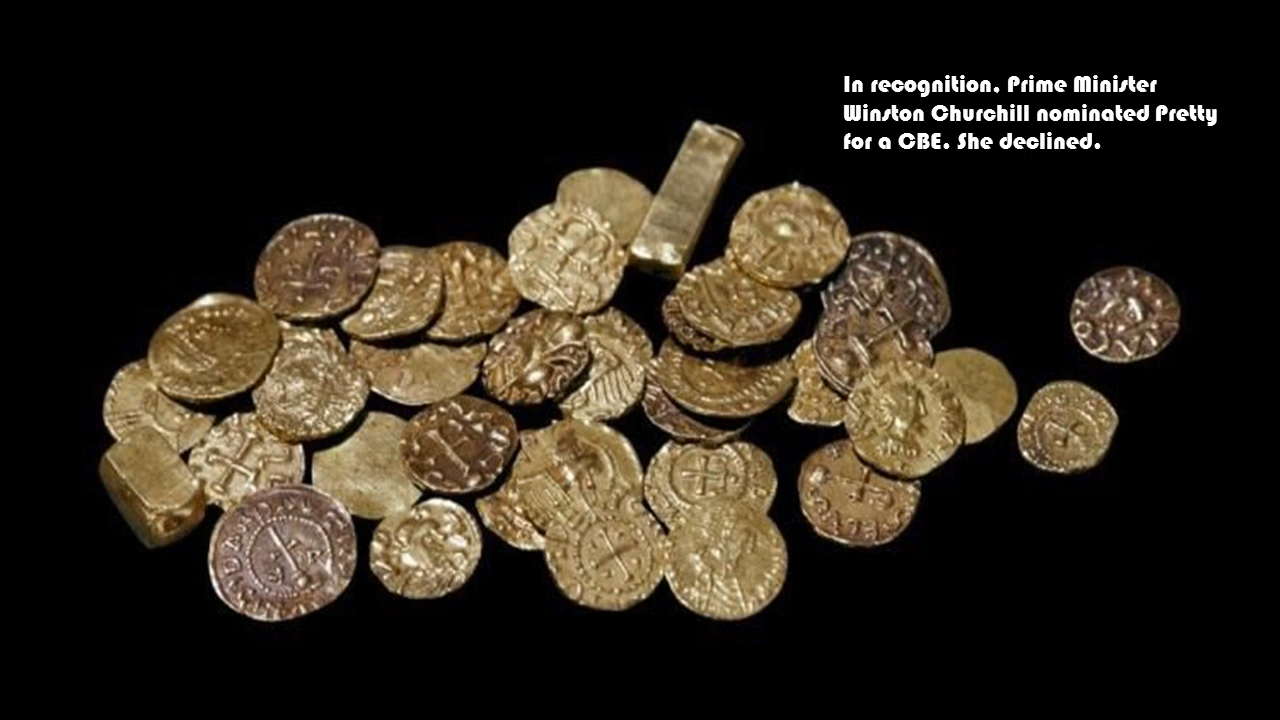 In recognition, Prime Minister
Winston Churchill nominated Pretty
for a CBE. She declined.